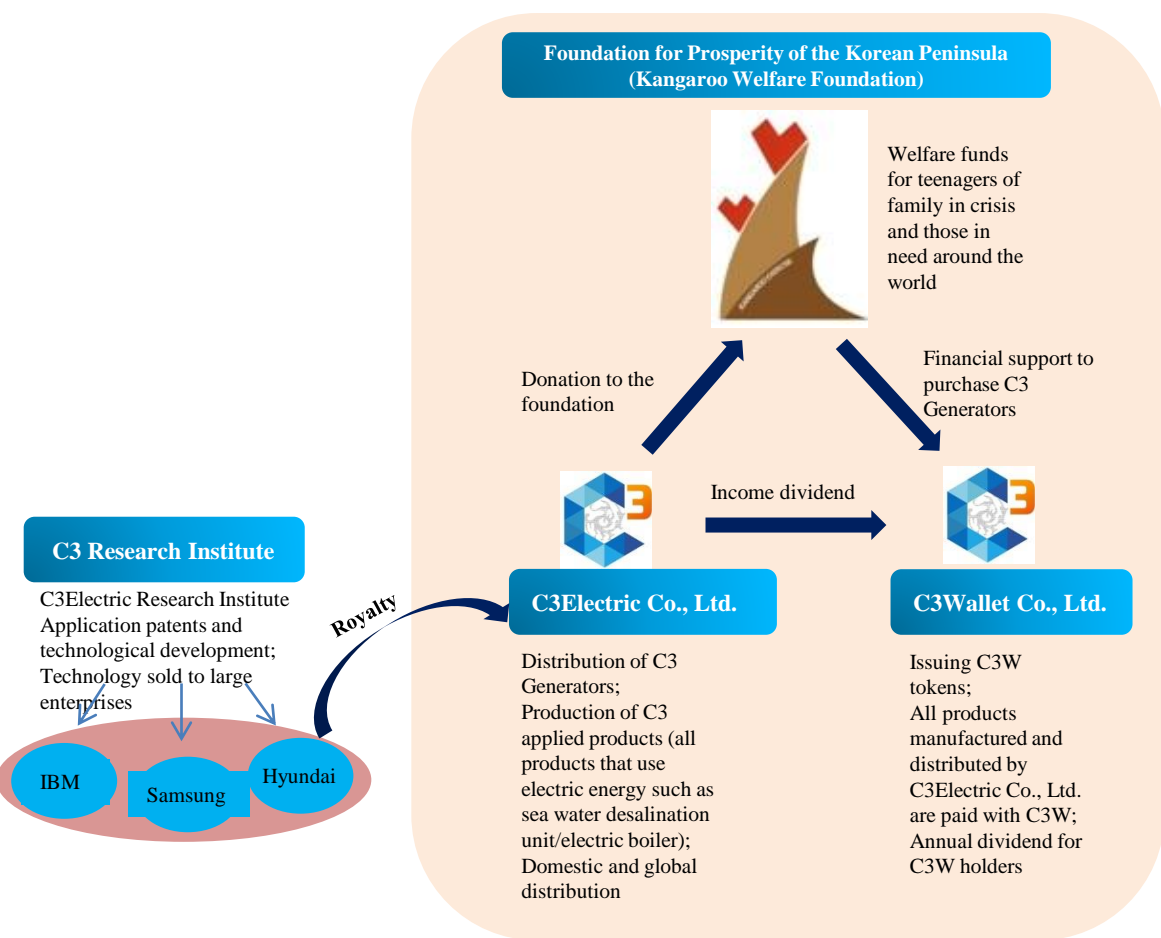 Foundation for Prosperity of the Korean Peninsula
(Kangaroo Welfare Foundation)
Welfare funds
for teenagers of
family in crisis
and those in
need around the
world
Donation to the
foundation
Financial support to
purchase C3
Generators
Income dividend
C3
C3
C3 Research Institute
C3Electric Research Institute
Application patents and
technological development;
Technology sold to large
enterprises
IBM
Samsung
Hyundai
Royalty
C3Electric Co., Ltd.
Distribution of C3
Generators;
Production of C3
applied products (all
products that use
electric energy such as
sea water desalination
unit/electric boiler);
Domestic and global
distribution
C3Wallet Co., Ltd.
Issuing C3W
tokens;
All products
manufactured and
distributed by
C3Electric Co., Ltd.
are paid with C3W;
Annual dividend for
C3W holders